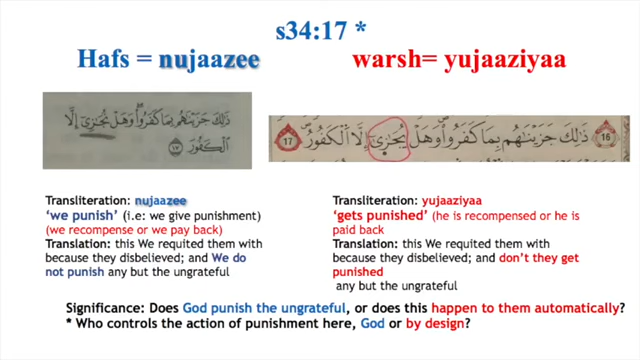 s34:17 *
Hafs = nujaazee
warsh= yujaaziyaa
ذَٰلِكَ جَزَيْنَٰهُم بِمَا كَفَرُوا۟ وَهَلْ نُجَٰزِىٓ إِلَّا
ٱلْكَفُورَ ١٧
16 ذَٰلِكَ جَزَيْنَٰهُم بِمَا كَفَرُوا۟ وَهَلْ يُجَٰزَىٰٓ إِلَّا اَ۬لْكَفُورُ 17
Transliteration: nujaazee
‘we punish’ (i.e: we give punishment)
(we recompense or we pay back)
Translation: this We requited them with
because they disbelieved; and We do
not punish any but the ungrateful
Transliteration: yujaaziyaa
‘gets punished’ (he is recompensed or he is
paid back
Translation: this We requited them with
because they disbelieved; and don’t they get
punished
any but the ungrateful
Significance: Does God punish the ungrateful, or does this happen to them automatically?
* Who controls the action of punishment here, God or by design?